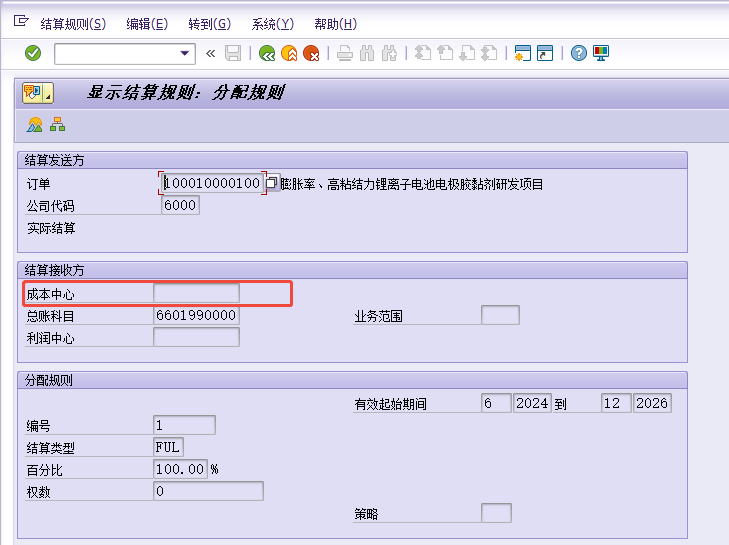 结算规则(S) 编辑(E) 转到(G) 系统(Y) 帮助(H)
显示结算规则：分配规则
结算发送方
订单 100010000100 膨胀率、高粘结力锂离子电池电极胶黏剂研发项目
公司代码 6000
实际结算
结算接收方
成本中心
总账科目 6601990000 业务范围
利润中心
分配规则
有效起始期间 6 2024 到 12 2026
编号 1
结算类型 FUL
百分比 100.00 %
权数 0
策略